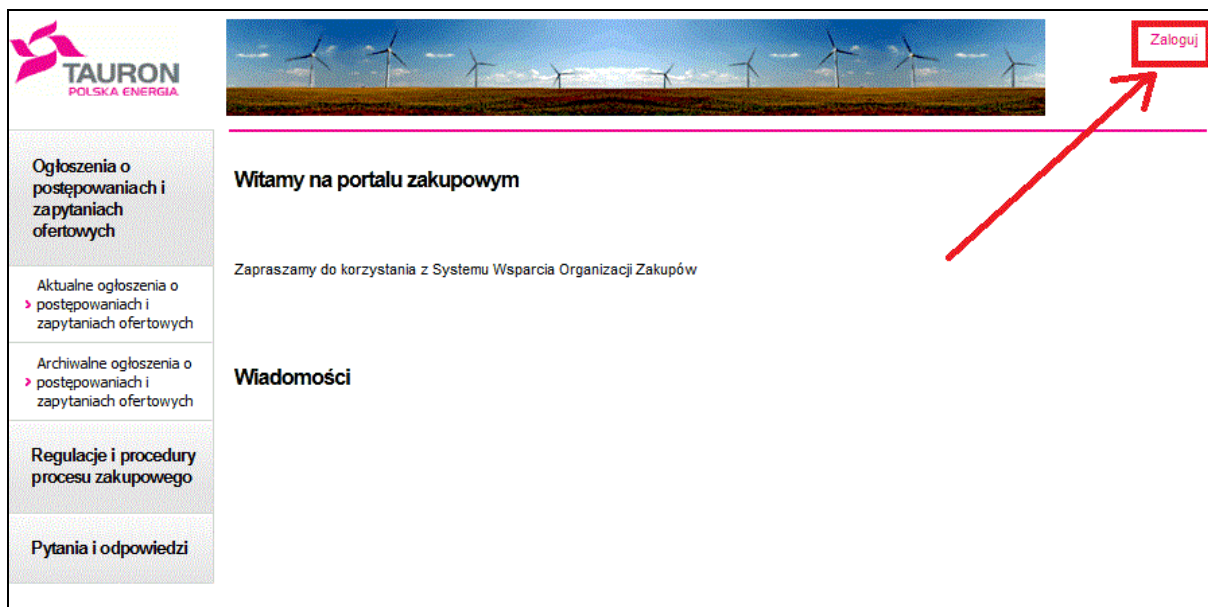 TAURON
POLSKA ENERGIA
Zaloguj
Ogłoszenia o
postępowaniach i
zapytaniach
ofertowych
Aktualne ogłoszenia o
postępowaniach i
zapytaniach ofertowych
Archiwalne ogłoszenia o
postępowaniach i
zapytaniach ofertowych
Regulacje i procedury
procesu zakupowego
Pytania i odpowiedzi
Witamy na portalu zakupowym
Zapraszamy do korzystania z Systemu Wsparcia Organizacji Zakupów
Wiadomości